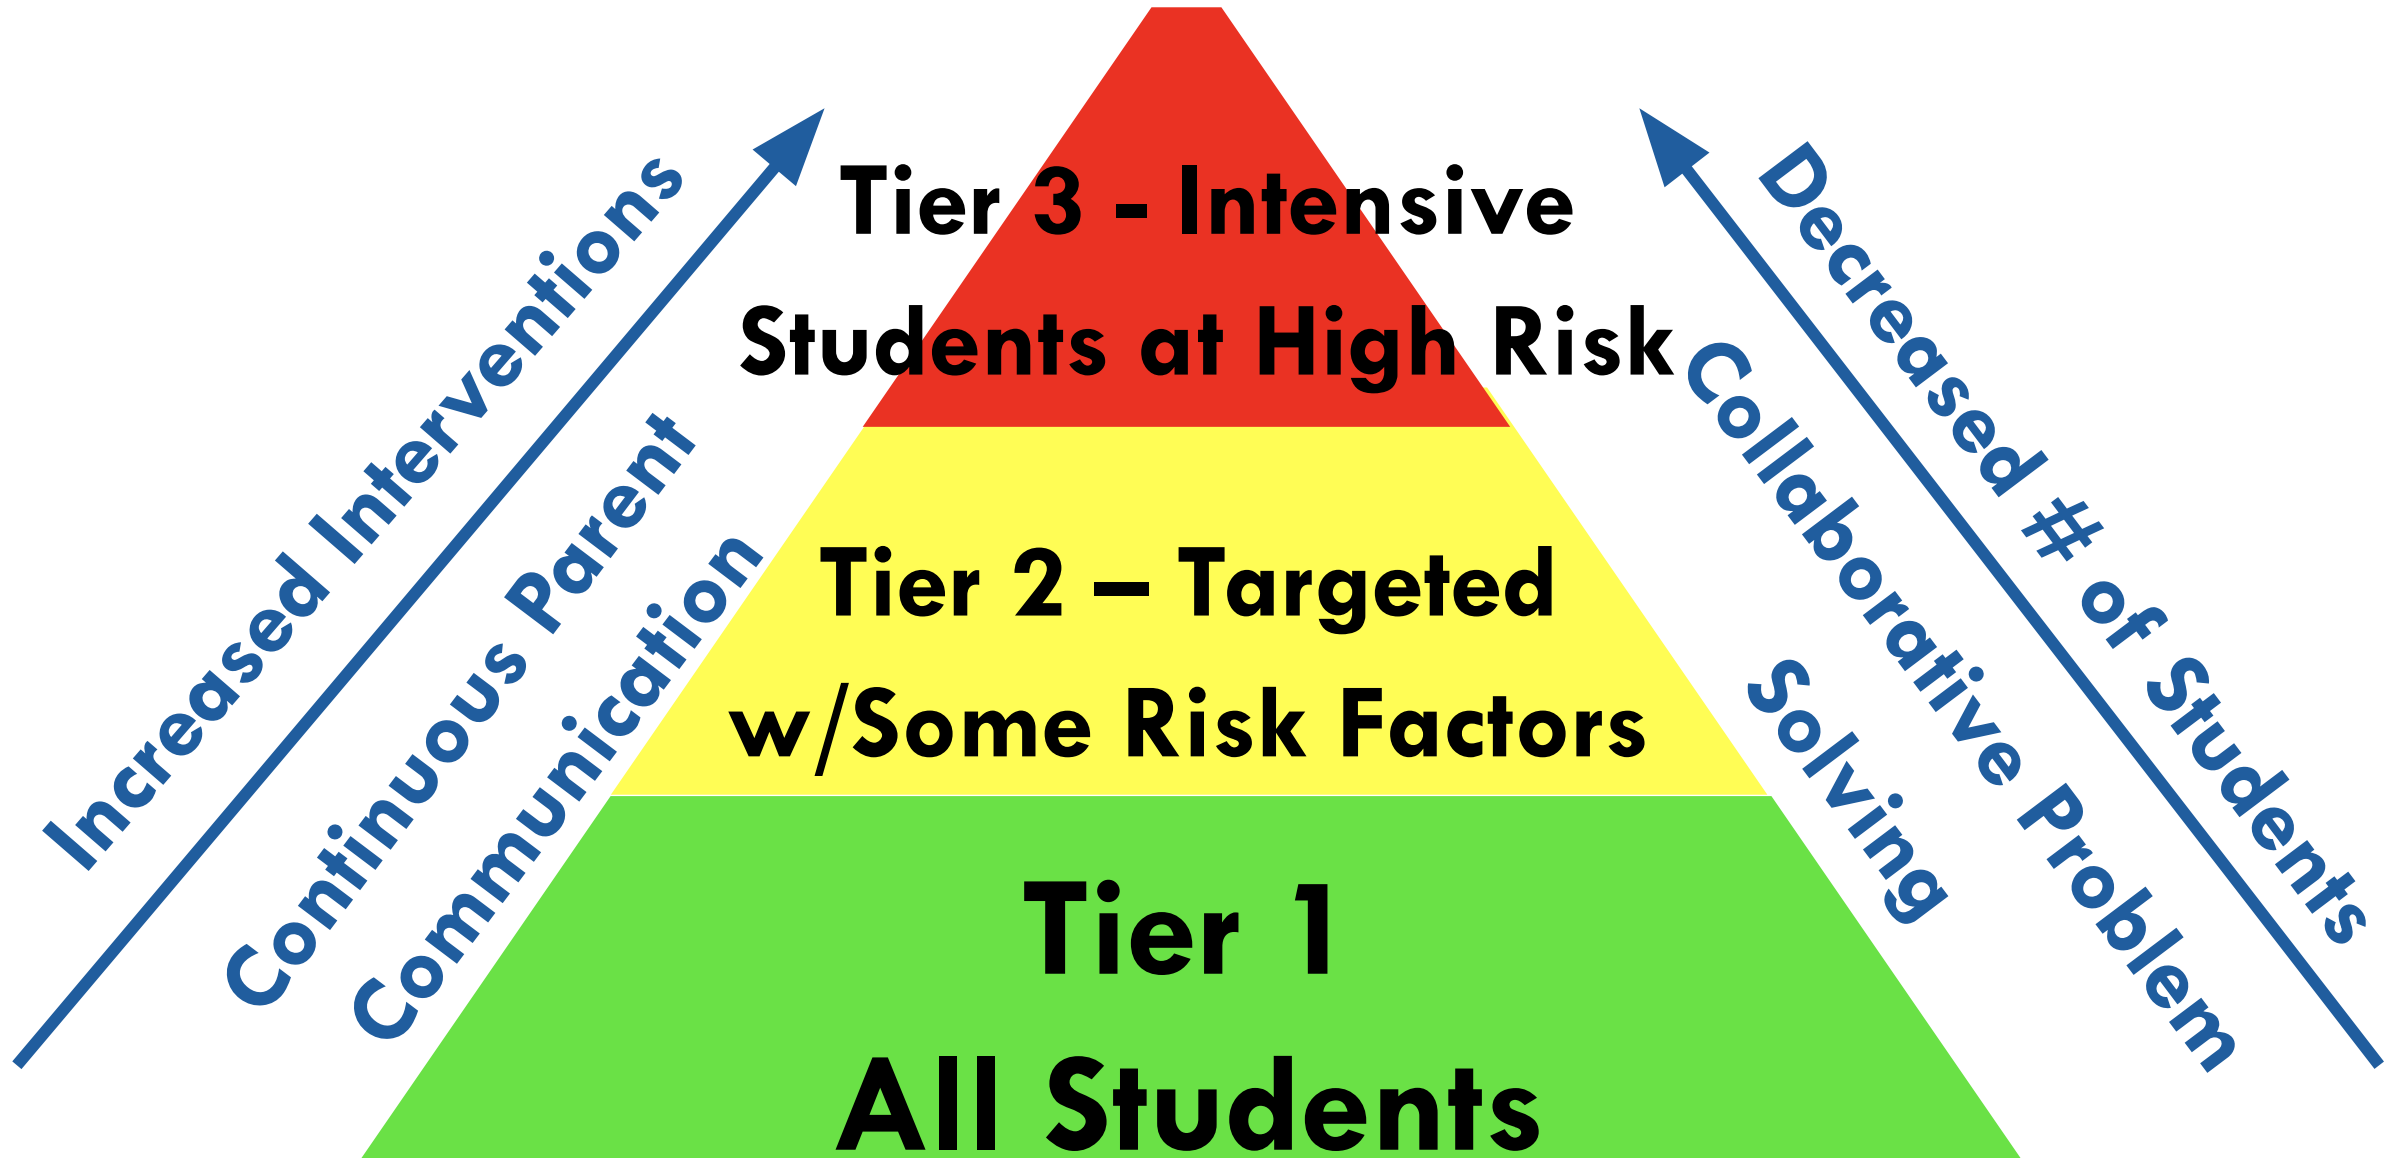 Tier 3 - Intensive
Students at High Risk
Tier 2 – Targeted
w/Some Risk Factors
Tier 1
All Students
Increased Interventions
Continuous Parent
Communication
Decreased # of Students
Collaborative Problem
Solving